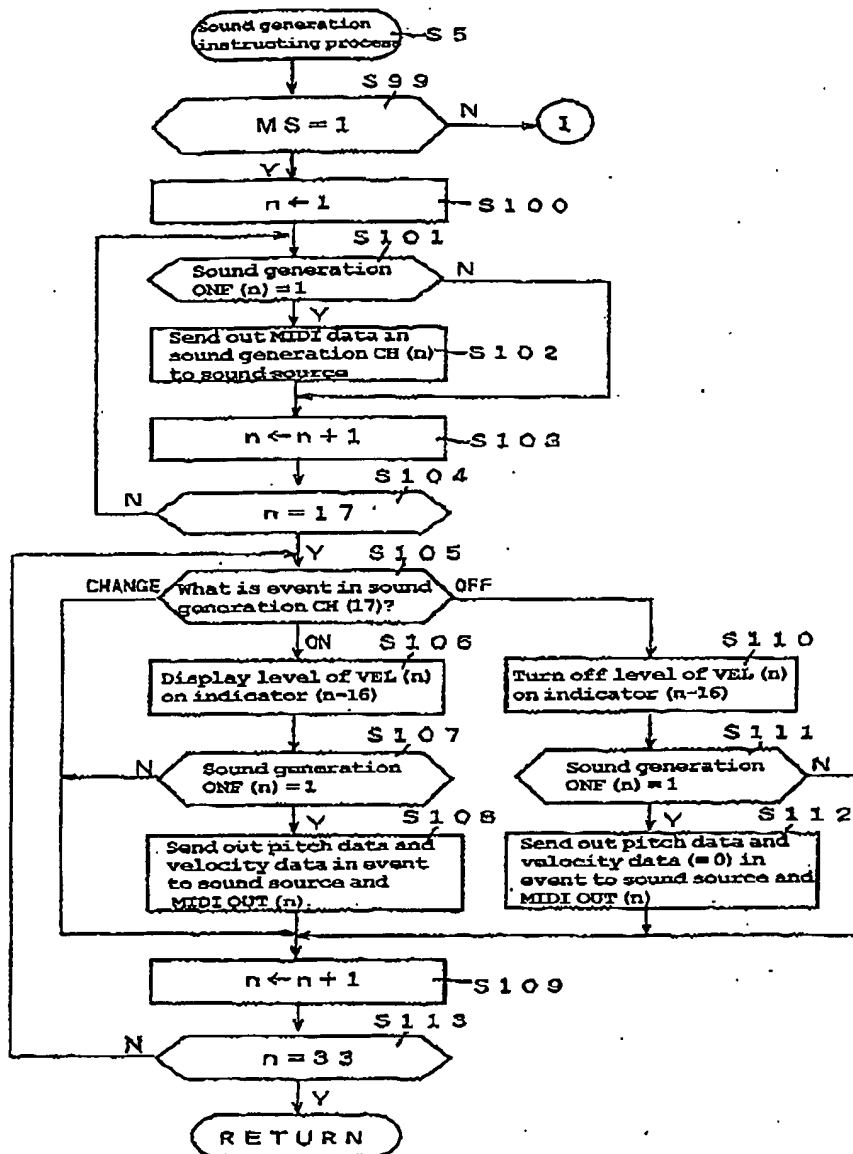 Sound generation
instructing process
S5
S99
MS=1
N
I
Y
n←1
S100
S101
Sound generation
ONF (n) =1
N
Y
Send out MIDI data in
sound generation CH (n)
to sound source
S102
n←n+1
S103
S104
N
n=17
Y
S105
CHANGE
What is event in sound
generation CH (17)?
OFF
ON
S106
Display level of VEL (n)
on indicator (n-16)
S110
Turn off level of VEL (n)
on indicator (n-16)
S107
N
Sound generation
ONF (n) =1
S111
Sound generation
ONF (n) =1
N
Y
S108
Send out pitch data and
velocity data in event
to sound source and
MIDI OUT (n).
Y
S112
Send out pitch data and
velocity data (=0) in
event to sound source and
MIDI OUT (n)
n←n+1
S109
S113
N
n=33
Y
RETURN